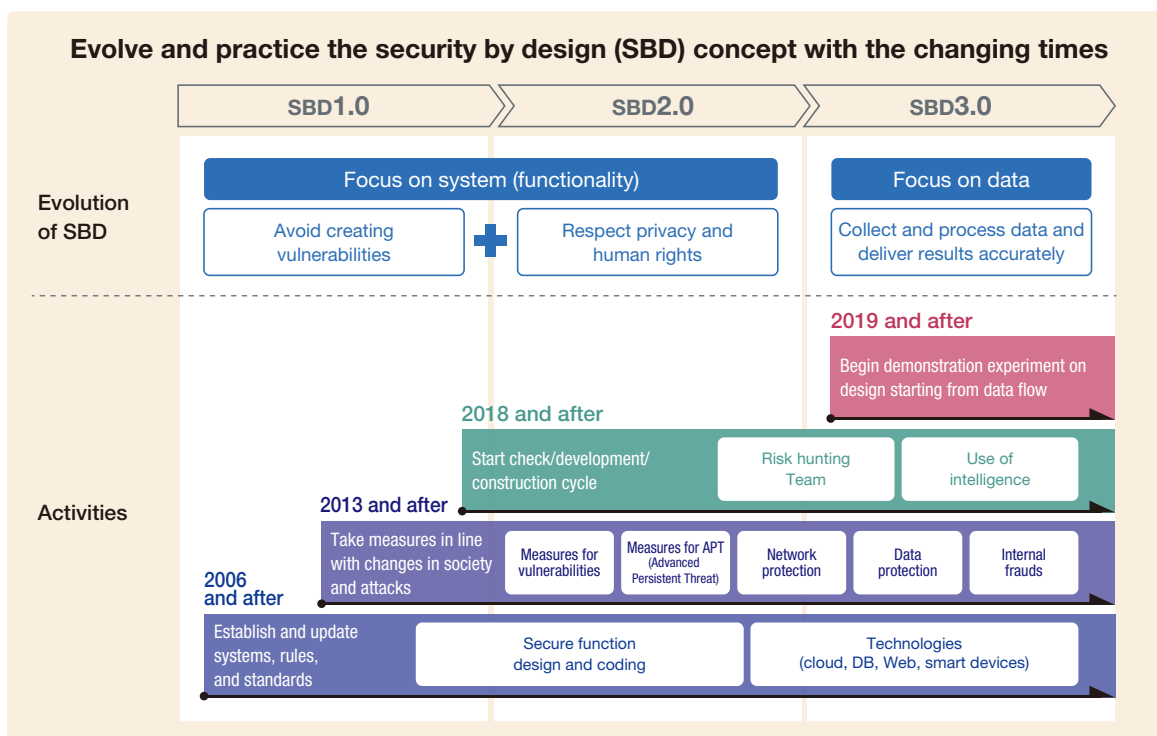 Evolve and practice the security by design (SBD) concept with the changing times
SBD1.0
SBD2.0
SBD3.0
Evolution
of SBD
Focus on system (functionality)
Focus on data
Avoid creating
vulnerabilities
Respect privacy and
human rights
Collect and process data and
deliver results accurately
Activities
2019 and after
Begin demonstration experiment on
design starting from data flow
2018 and after
Start check/development/
construction cycle
Risk hunting
Team
Use of
intelligence
2013 and after
Take measures in line
with changes in society
and attacks
Measures for
vulnerabilities
Measures for APT
(Advanced
Persistent Threat)
Network
protection
Data
protection
Internal
frauds
2006
and after
Establish and update
systems, rules,
and standards
Secure function
design and coding
Technologies
(cloud, DB, Web, smart devices)